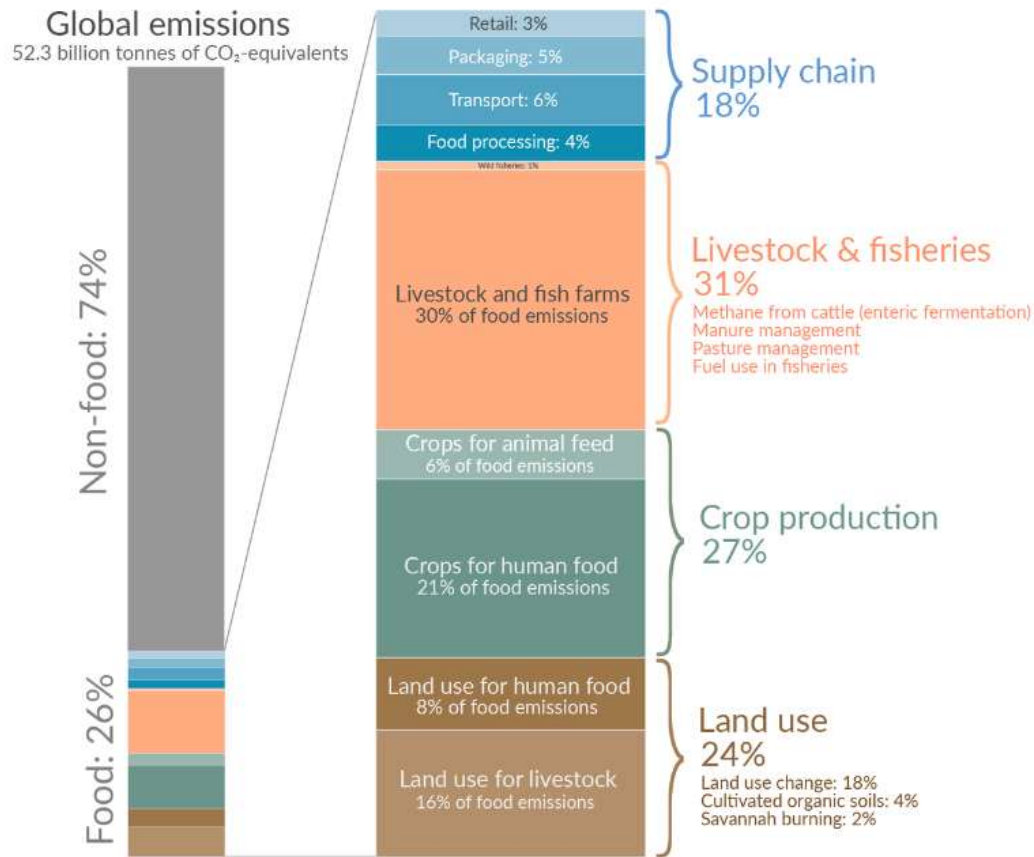 Global emissions
52.3 billion tonnes of CO₂-equivalents
Non-food: 74%
Food: 26%
Retail: 3%
Packaging: 5%
Transport: 6%
Food processing: 4%
Wild fisheries: 1%
Livestock and fish farms
30% of food emissions
Crops for animal feed
6% of food emissions
Crops for human food
21% of food emissions
Land use for human food
8% of food emissions
Land use for livestock
16% of food emissions
Supply chain
18%
Livestock & fisheries
31%
Methane from cattle (enteric fermentation)
Manure management
Pasture management
Fuel use in fisheries
Crop production
27%
Land use
24%
Land use change: 18%
Cultivated organic soils: 4%
Savannah burning: 2%